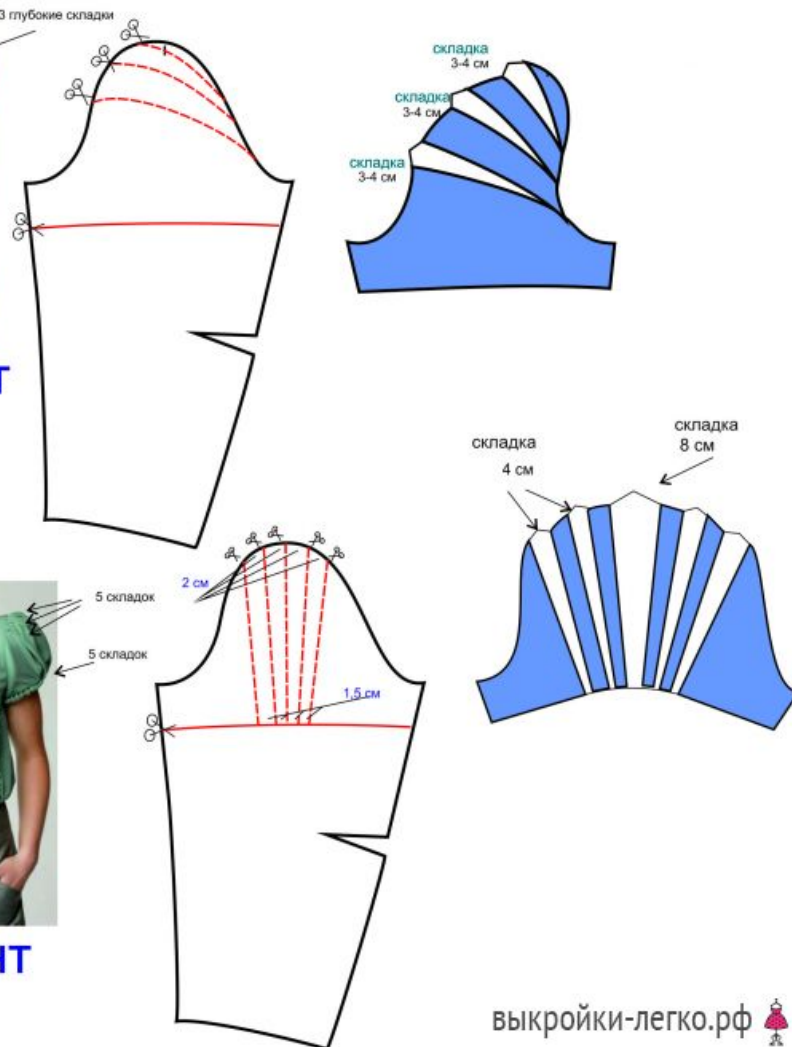 3 глубокие складки
складка
3-4 см
складка
3-4 см
складка
3-4 см
Т
складка
4 см
складка
8 см
2 см
5 складок
5 складок
1,5 см
НТ
выкройки-легко.рф